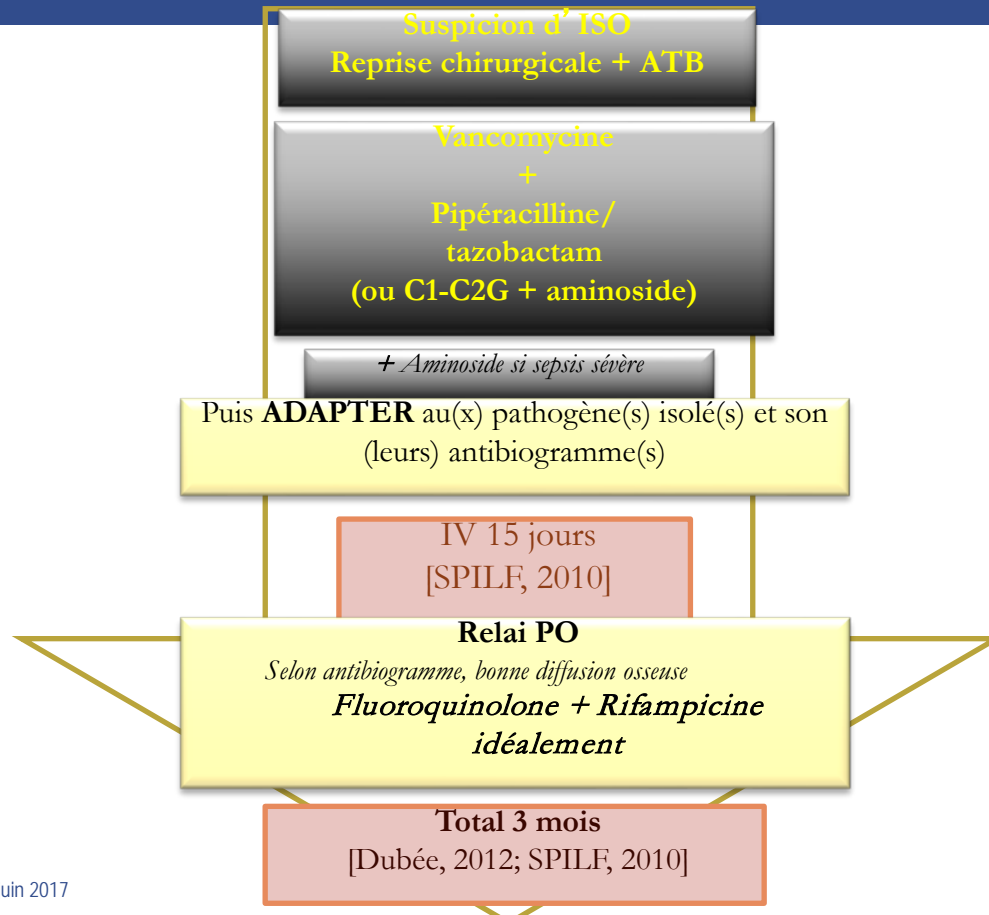 Suspicion d’ ISO
Reprise chirurgicale + ATB
Vancomycine
+
Pipéracilline/
tazobactam
(ou C1-C2G + aminoside)
+ Aminoside si sepsis sévère
Puis ADAPTER au(x) pathogène(s) isolé(s) et son
(leurs) antibiogramme(s)
IV 15 jours
[SPILF, 2010]
Relai PO
Selon antibiogramme, bonne diffusion osseuse
Fluoroquinolone + Rifampicine
idéalement
Total 3 mois
[Dubée, 2012; SPILF, 2010]
uin 2017